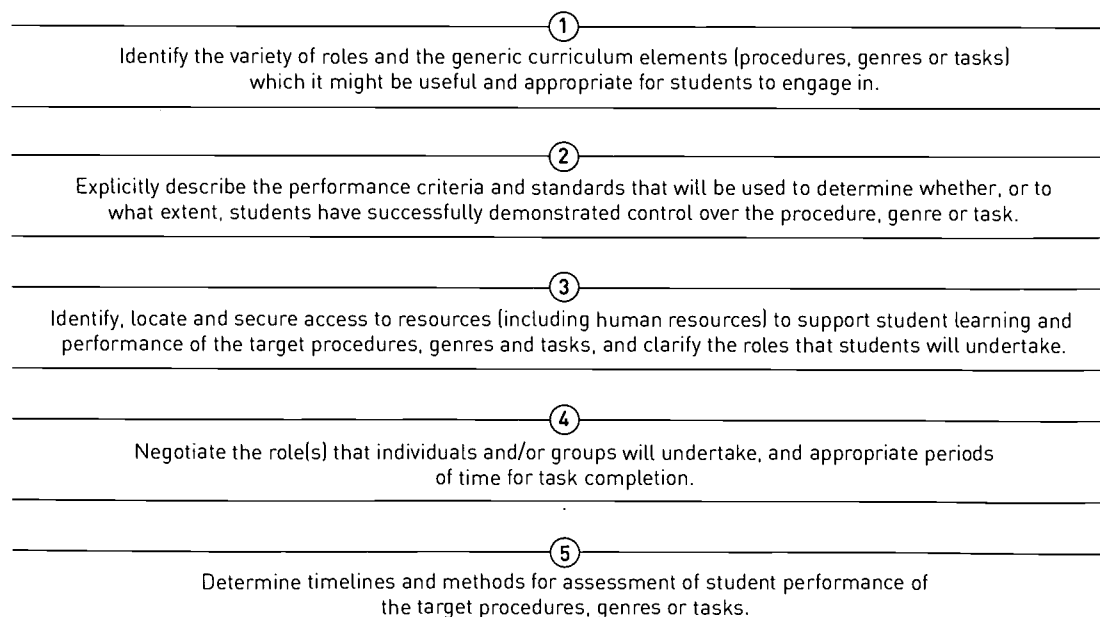 1
Identify the variety of roles and the generic curriculum elements (procedures, genres or tasks)
which it might be useful and appropriate for students to engage in.
2
Explicitly describe the performance criteria and standards that will be used to determine whether, or to
what extent, students have successfully demonstrated control over the procedure, genre or task.
3
Identify, locate and secure access to resources (including human resources) to support student learning and
performance of the target procedures, genres and tasks, and clarify the roles that students will undertake.
4
Negotiate the role(s) that individuals and/or groups will undertake, and appropriate periods
of time for task completion.
5
Determine timelines and methods for assessment of student performance of
the target procedures, genres or tasks.